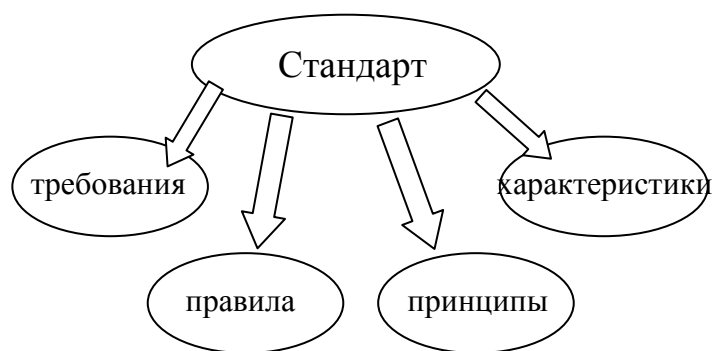 Стандарт
требования
характеристики
правила
принципы